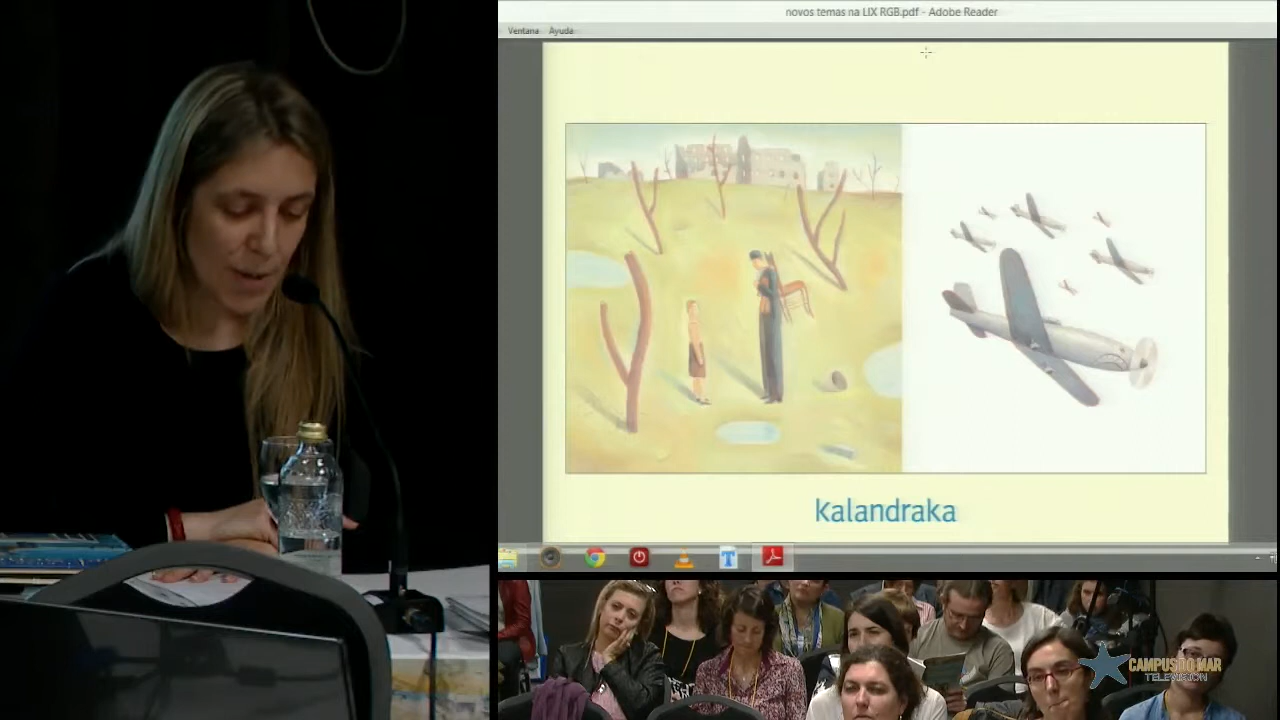 novos temas na LIX RGB.pdf - Adobe Reader
Ventana Ayuda
kalandraka
CAMPUS DO MAR
TELEVISIÓN